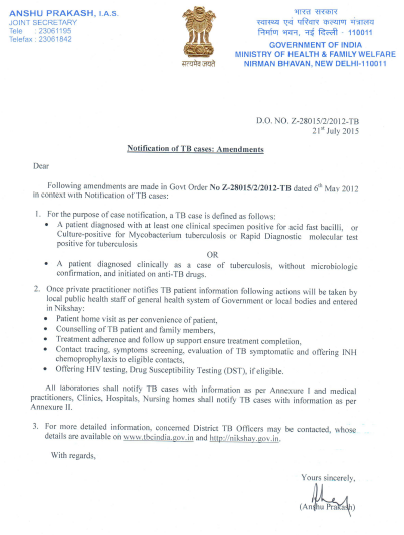 ANSHU PRAKASH, I.A.S.
JOINT SECRETARY
Tele : 23061195
Telefax : 23061842
सत्यमेव जयते
भारत सरकार
स्वास्थ्य एवं परिवार कल्याण मंत्रालय
निर्माण भवन, नई दिल्ली - 110011
GOVERNMENT OF INDIA
MINISTRY OF HEALTH & FAMILY WELFARE
NIRMAN BHAVAN, NEW DELHI-110011
D.O. NO. Z-28015/2/2012-TB
21st July 2015
Notification of TB cases: Amendments
Dear
Following amendments are made in Govt Order No Z-28015/2/2012-TB dated 6th May 2012
in context with Notification of TB cases:
1. For the purpose of case notification, a TB case is defined as follows:
• A patient diagnosed with at least one clinical specimen positive for acid fast bacilli, or
Culture-positive for Mycobacterium tuberculosis or Rapid Diagnostic molecular test
positive for tuberculosis
OR
• A patient diagnosed clinically as a case of tuberculosis, without microbiologic
confirmation, and initiated on anti-TB drugs.
2. Once private practitioner notifies TB patient information following actions will be taken by
local public health staff of general health system of Government or local bodies and entered
in Nikshay:
• Patient home visit as per convenience of patient,
• Counselling of TB patient and family members,
• Treatment adherence and follow up support ensure treatment completion,
• Contact tracing, symptoms screening, evaluation of TB symptomatic and offering INH
chemoprophylaxis to eligible contacts,
• Offering HIV testing, Drug Susceptibility Testing (DST), if eligible.
All laboratories shall notify TB cases with information as per Annexure I and medical
practitioners, Clinics, Hospitals, Nursing homes shall notify TB cases with information as per
Annexure II.
3. For more detailed information, concerned District TB Officers may be contacted, whose
details are available on www.tbcindia.gov.in and http://nikshay.gov.in.
With regards,
Yours sincerely,
(Anshu Prakash)